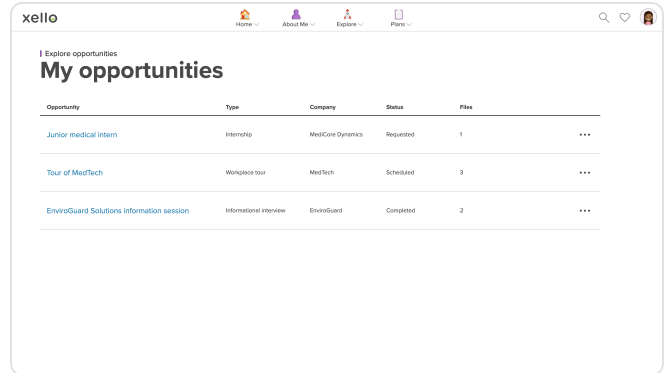 xello
Home About Me Explore Plans
Explore opportunities
My opportunities
Opportunity Type Company Status Files
Junior medical intern Internship MediCore Dynamics Requested 1
Tour of MedTech Workplace tour MedTech Scheduled 3
EnviroGuard Solutions information session Informational interview EnviroGuard Completed 2